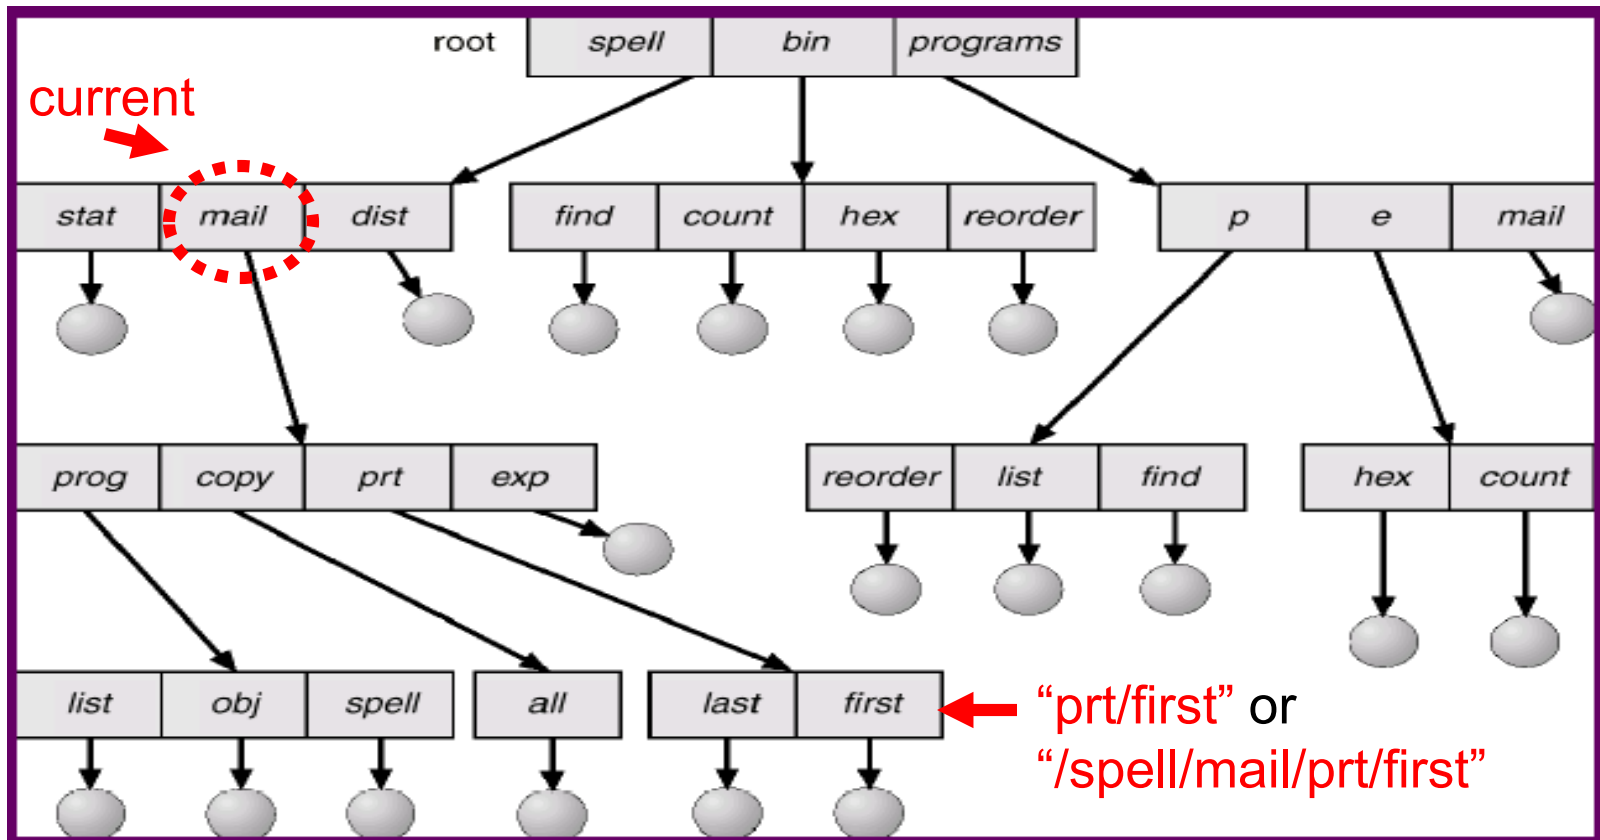 root spell bin programs
current
stat mail dist find count hex reorder p e mail
prog copy prt exp reorder list find hex count
list obj spell all last first “prt/first” or
“/spell/mail/prt/first”